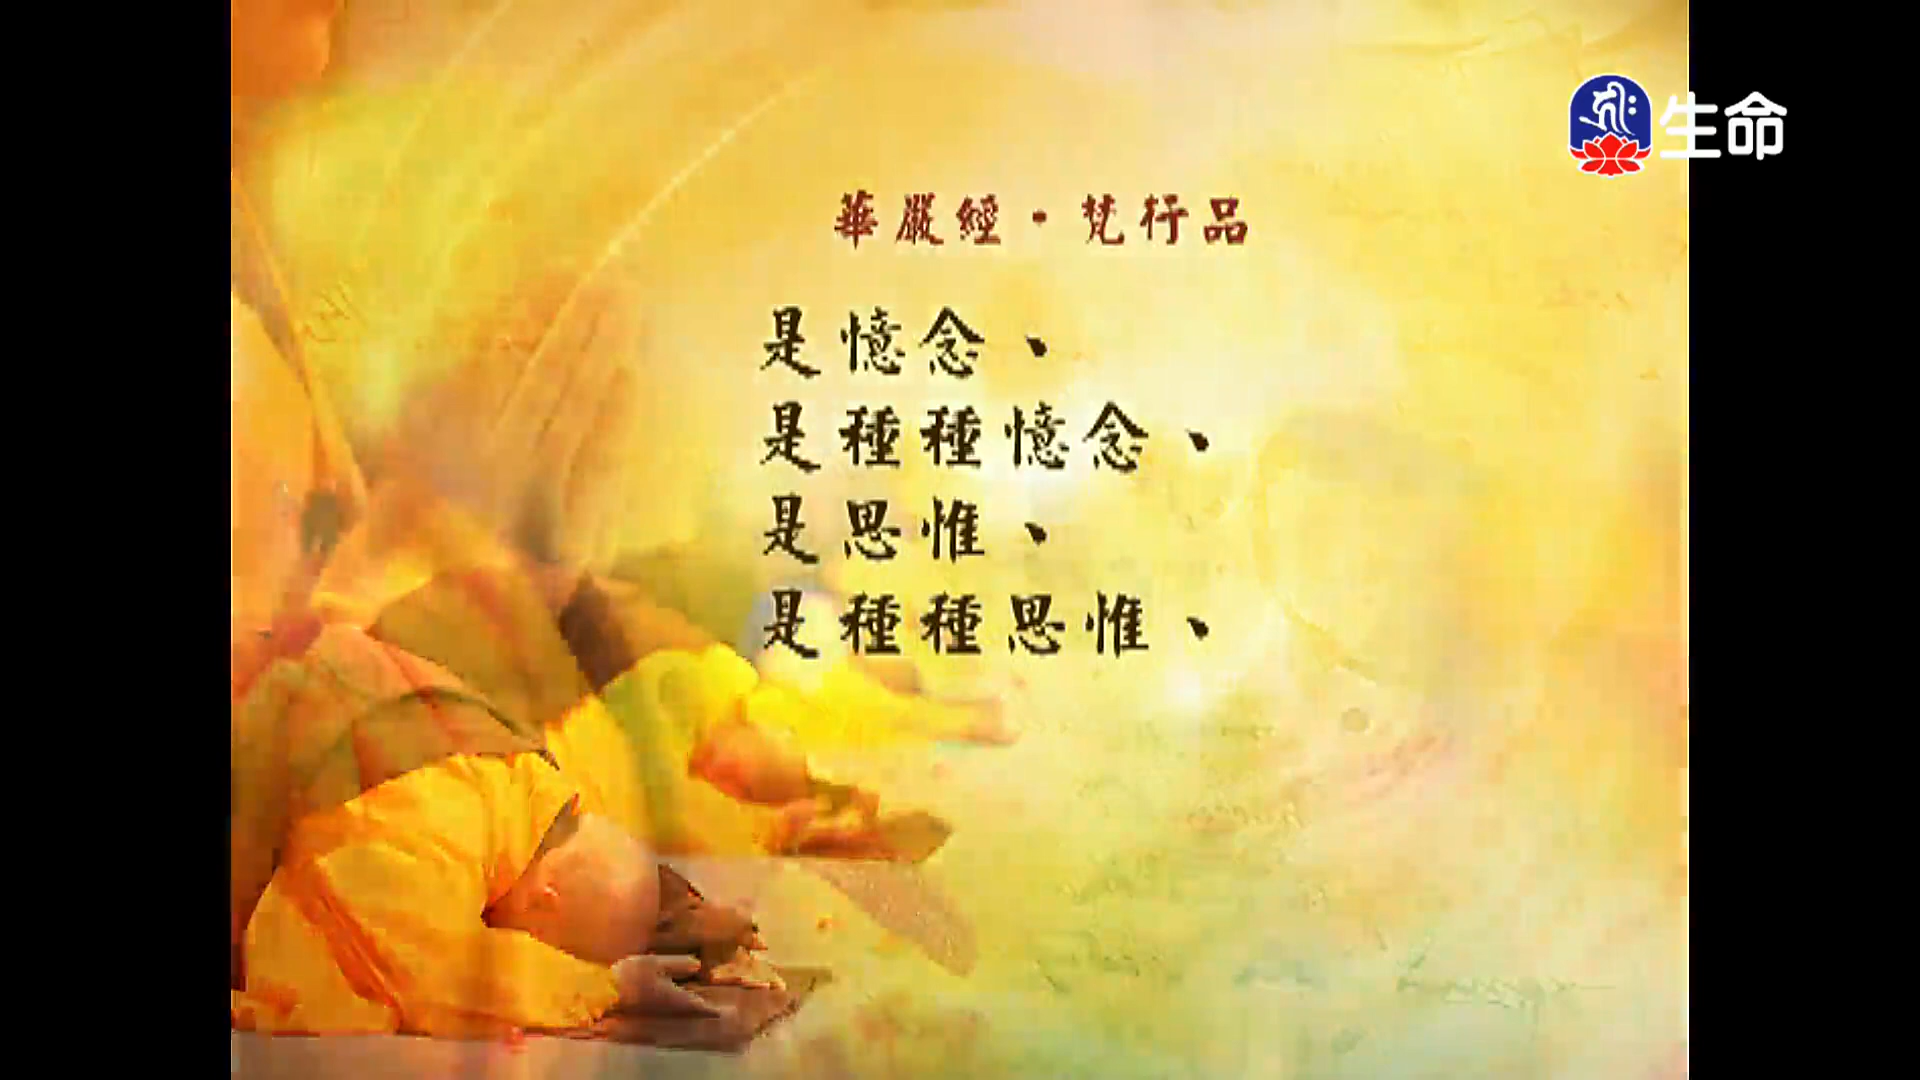 生命
華嚴經·梵行品
是憶念、
是種種憶念、
是思惟、
是種種思惟、